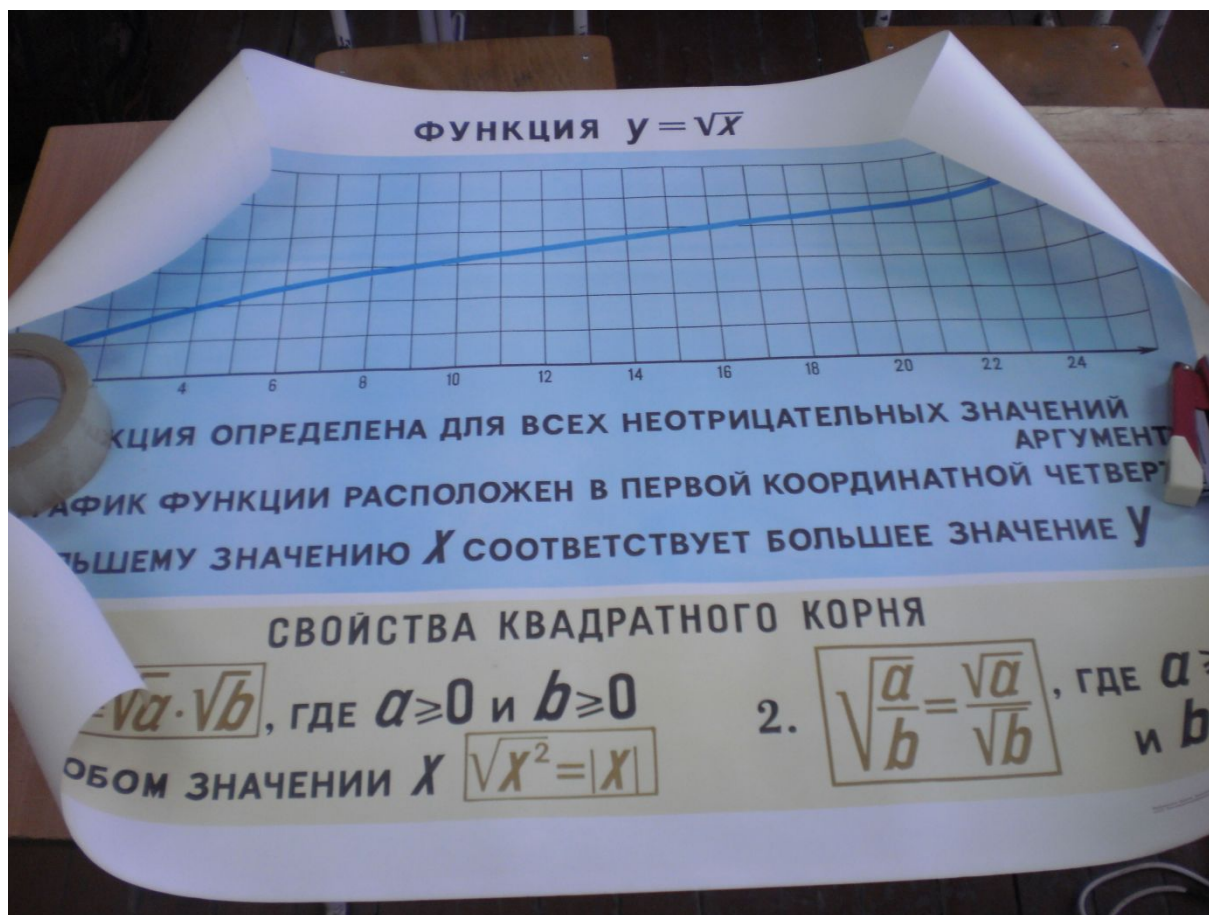 ФУНКЦИЯ y=√x
4 6 8 10 12 14 16 18 20 22 24
КЦИЯ ОПРЕДЕЛЕНА ДЛЯ ВСЕХ НЕОТРИЦАТЕЛЬНЫХ ЗНАЧЕНИЙ
АРГУМЕНТ
АФИК ФУНКЦИИ РАСПОЛОЖЕН В ПЕРВОЙ КООРДИНАТНОЙ ЧЕТВЕРТ
ЬШЕМУ ЗНАЧЕНИЮ X СООТВЕТСТВУЕТ БОЛЬШЕЕ ЗНАЧЕНИЕ y
СВОЙСТВА КВАДРАТНОГО КОРНЯ
=√a·√b, ГДЕ a≥0 И b≥0
2. √(a/b)=√a/√b, ГДЕ a≥
И b
ОБОМ ЗНАЧЕНИИ X √x²=|x|